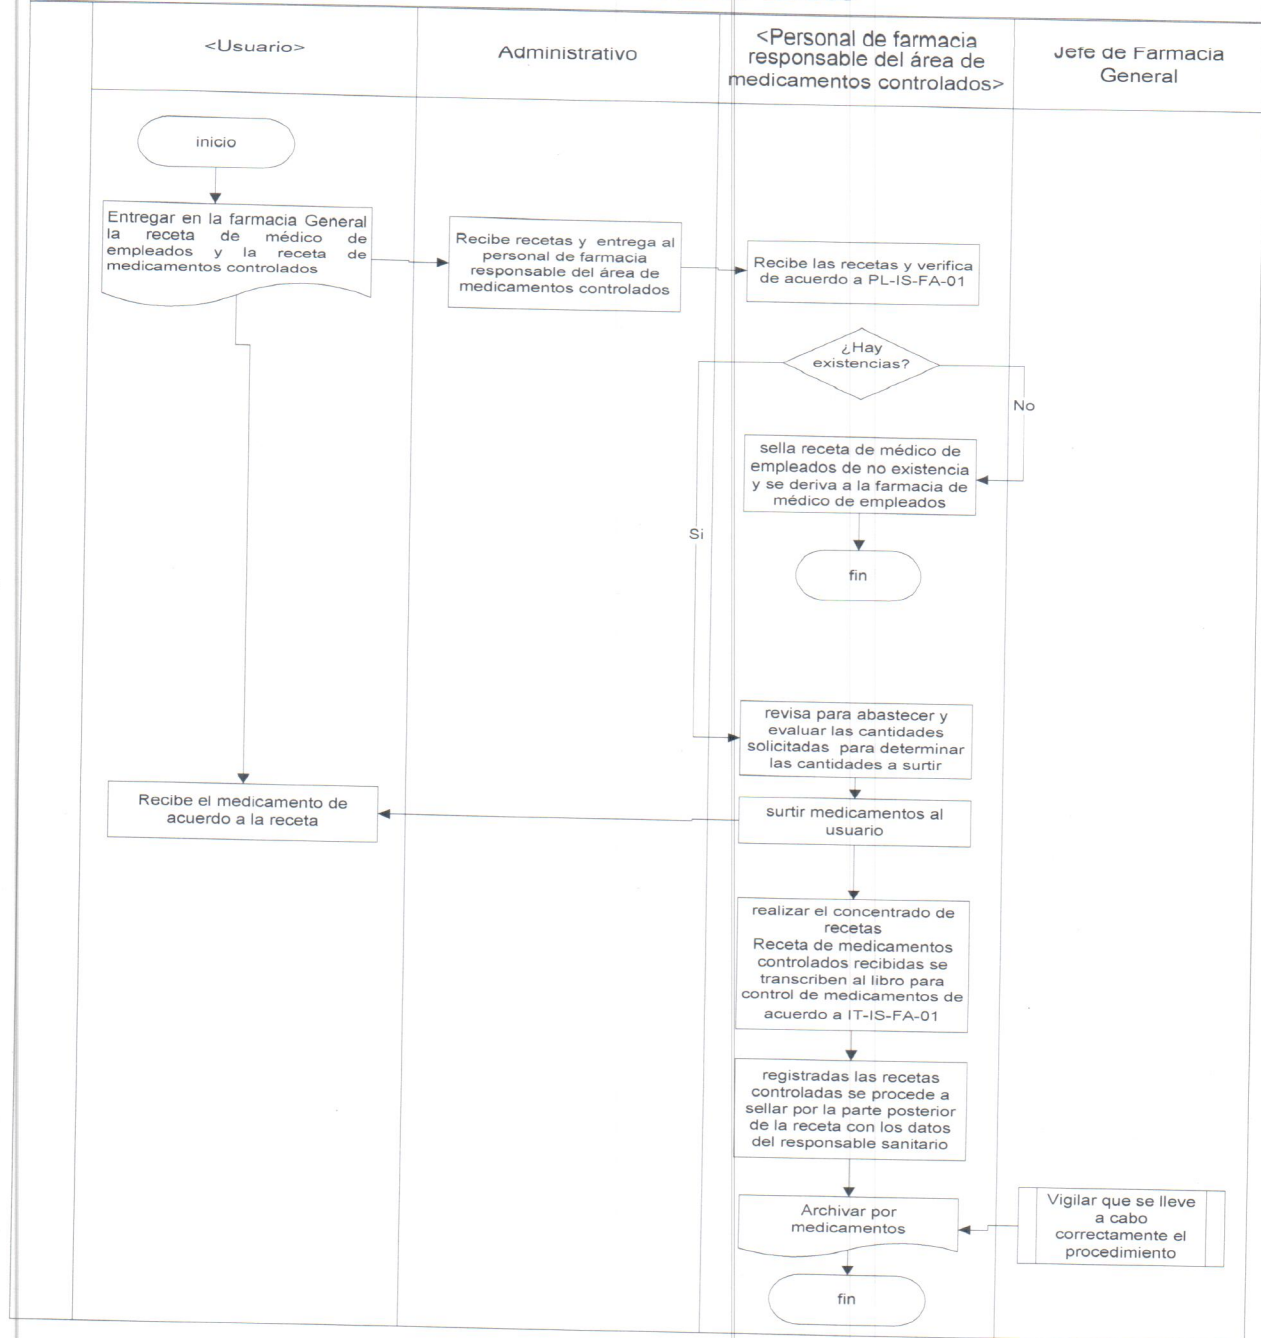 <Usuario>
Administrativo
<Personal de farmacia
responsable del área de
medicamentos controlados>
Jefe de Farmacia
General
inicio
Entregar en la farmacia General
la receta de médico de
empleados y la receta de
medicamentos controlados
Recibe recetas y entrega al
personal de farmacia
responsable del área de
medicamentos controlados
Recibe las recetas y verifica
de acuerdo a PL-IS-FA-01
¿Hay
existencias?
No
sella receta de médico de
empleados de no existencia
y se deriva a la farmacia de
médico de empleados
Si
fin
revisa para abastecer y
evaluar las cantidades
solicitadas para determinar
las cantidades a surtir
Recibe el medicamento de
acuerdo a la receta
surtir medicamentos al
usuario
realizar el concentrado de
recetas
Receta de medicamentos
controlados recibidas se
transcriben al libro para
control de medicamentos de
acuerdo a IT-IS-FA-01
registradas las recetas
controladas se procede a
sellar por la parte posterior
de la receta con los datos
del responsable sanitario
Archivar por
medicamentos
Vigilar que se lleve
a cabo
correctamente el
procedimiento
fin